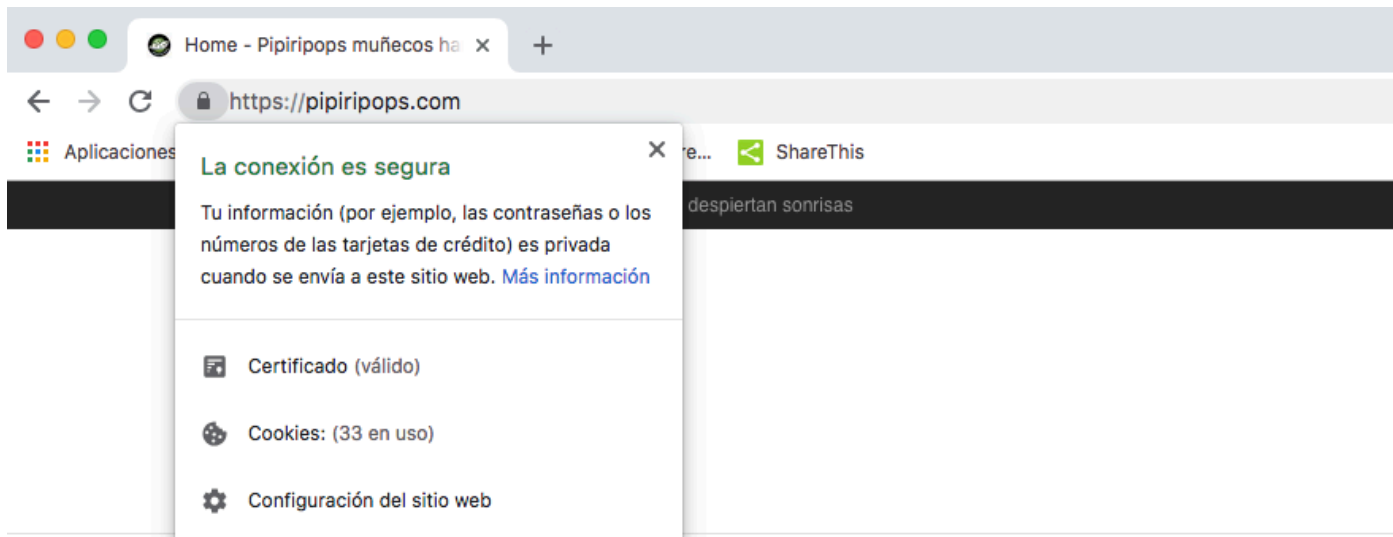 Home - Pipiripops muñecos ha
https://pipiripops.com
Aplicaciones
re...
ShareThis
La conexión es segura
Tu información (por ejemplo, las contraseñas o los
números de las tarjetas de crédito) es privada
cuando se envía a este sitio web. Más información
despiertan sonrisas
Certificado (válido)
Cookies: (33 en uso)
Configuración del sitio web